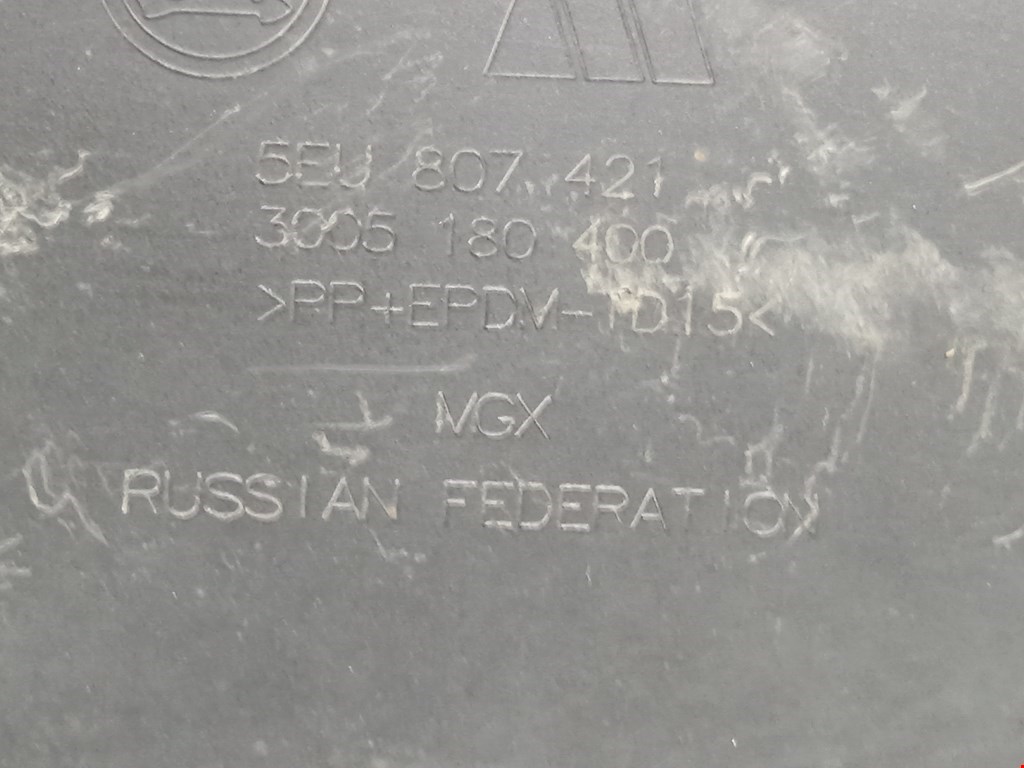 5EU 807 421
3005 180 400
>PP+EPDM-TD15<
MGX
RUSSIAN FEDERATION